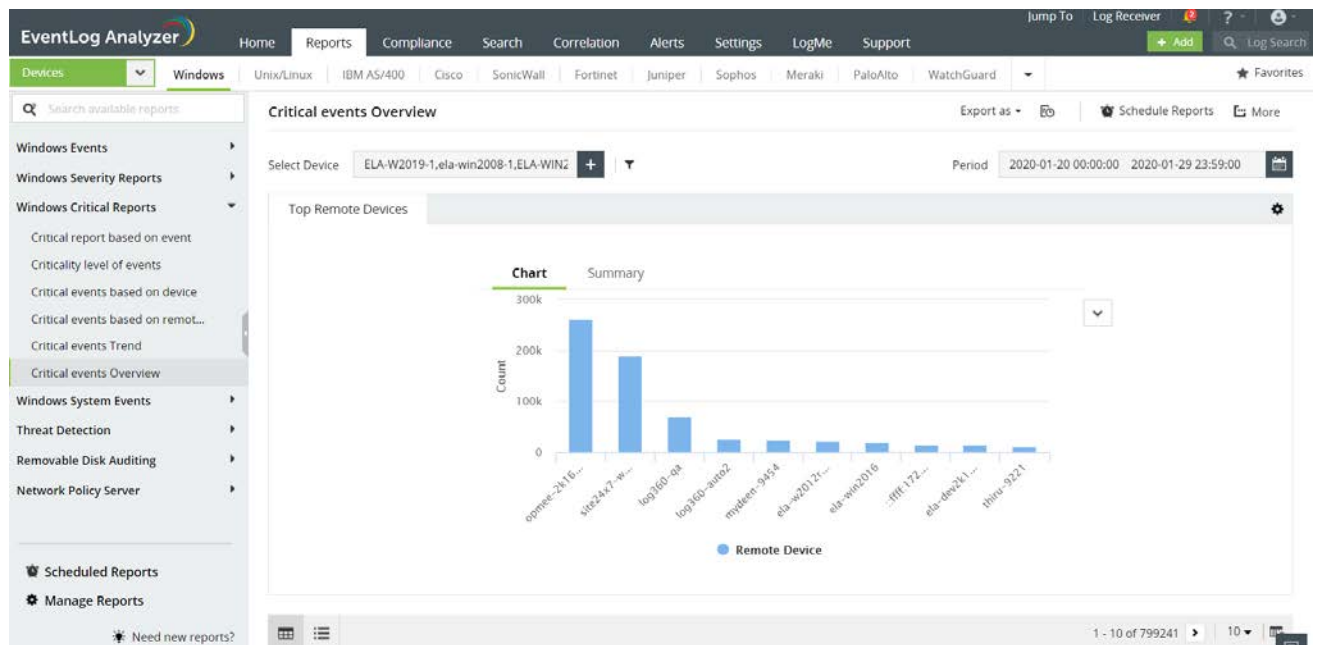 Jump To Log Receiver 2 ?
EventLog Analyzer
Home Reports Compliance Search Correlation Alerts Settings LogMe Support
+ Add Log Search
Devices Windows Unix/Linux IBM AS/400 Cisco SonicWall Fortinet Juniper Sophos Meraki PaloAlto WatchGuard Favorites
Search available reports
Critical events Overview
Export as Schedule Reports More
Windows Events
Windows Severity Reports
Windows Critical Reports
Critical report based on event
Criticality level of events
Critical events based on device
Critical events based on remot...
Critical events Trend
Critical events Overview
Windows System Events
Threat Detection
Removable Disk Auditing
Network Policy Server
Scheduled Reports
Manage Reports
Need new reports?
Select Device ELA-W2019-1,ela-win2008-1,ELA-WIN2 +
Period 2020-01-20 00:00:00 2020-01-29 23:59:00
Top Remote Devices
Chart Summary
300k
200k
100k
0
Count
opmee-2k16...
site24x7-w...
log360-qa
log360-auto2
mydeen-9454
ela-w2012r...
ela-win2016
::ffff:172...
ela-dev2k1...
thiru-9221
Remote Device
1 - 10 of 799241 10